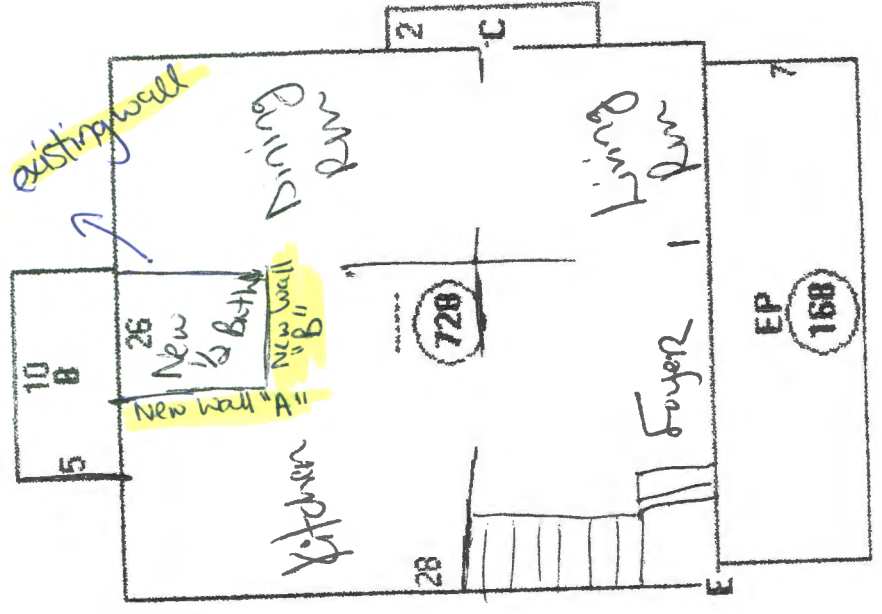 existing wall
10
B
5
26
New
1/2 Bath
New Wall "A"
New Wall
"B"
Dining
Rm
2
C
Kitchen
728
28
Living
Rm
Foyer
EP
168
7
E